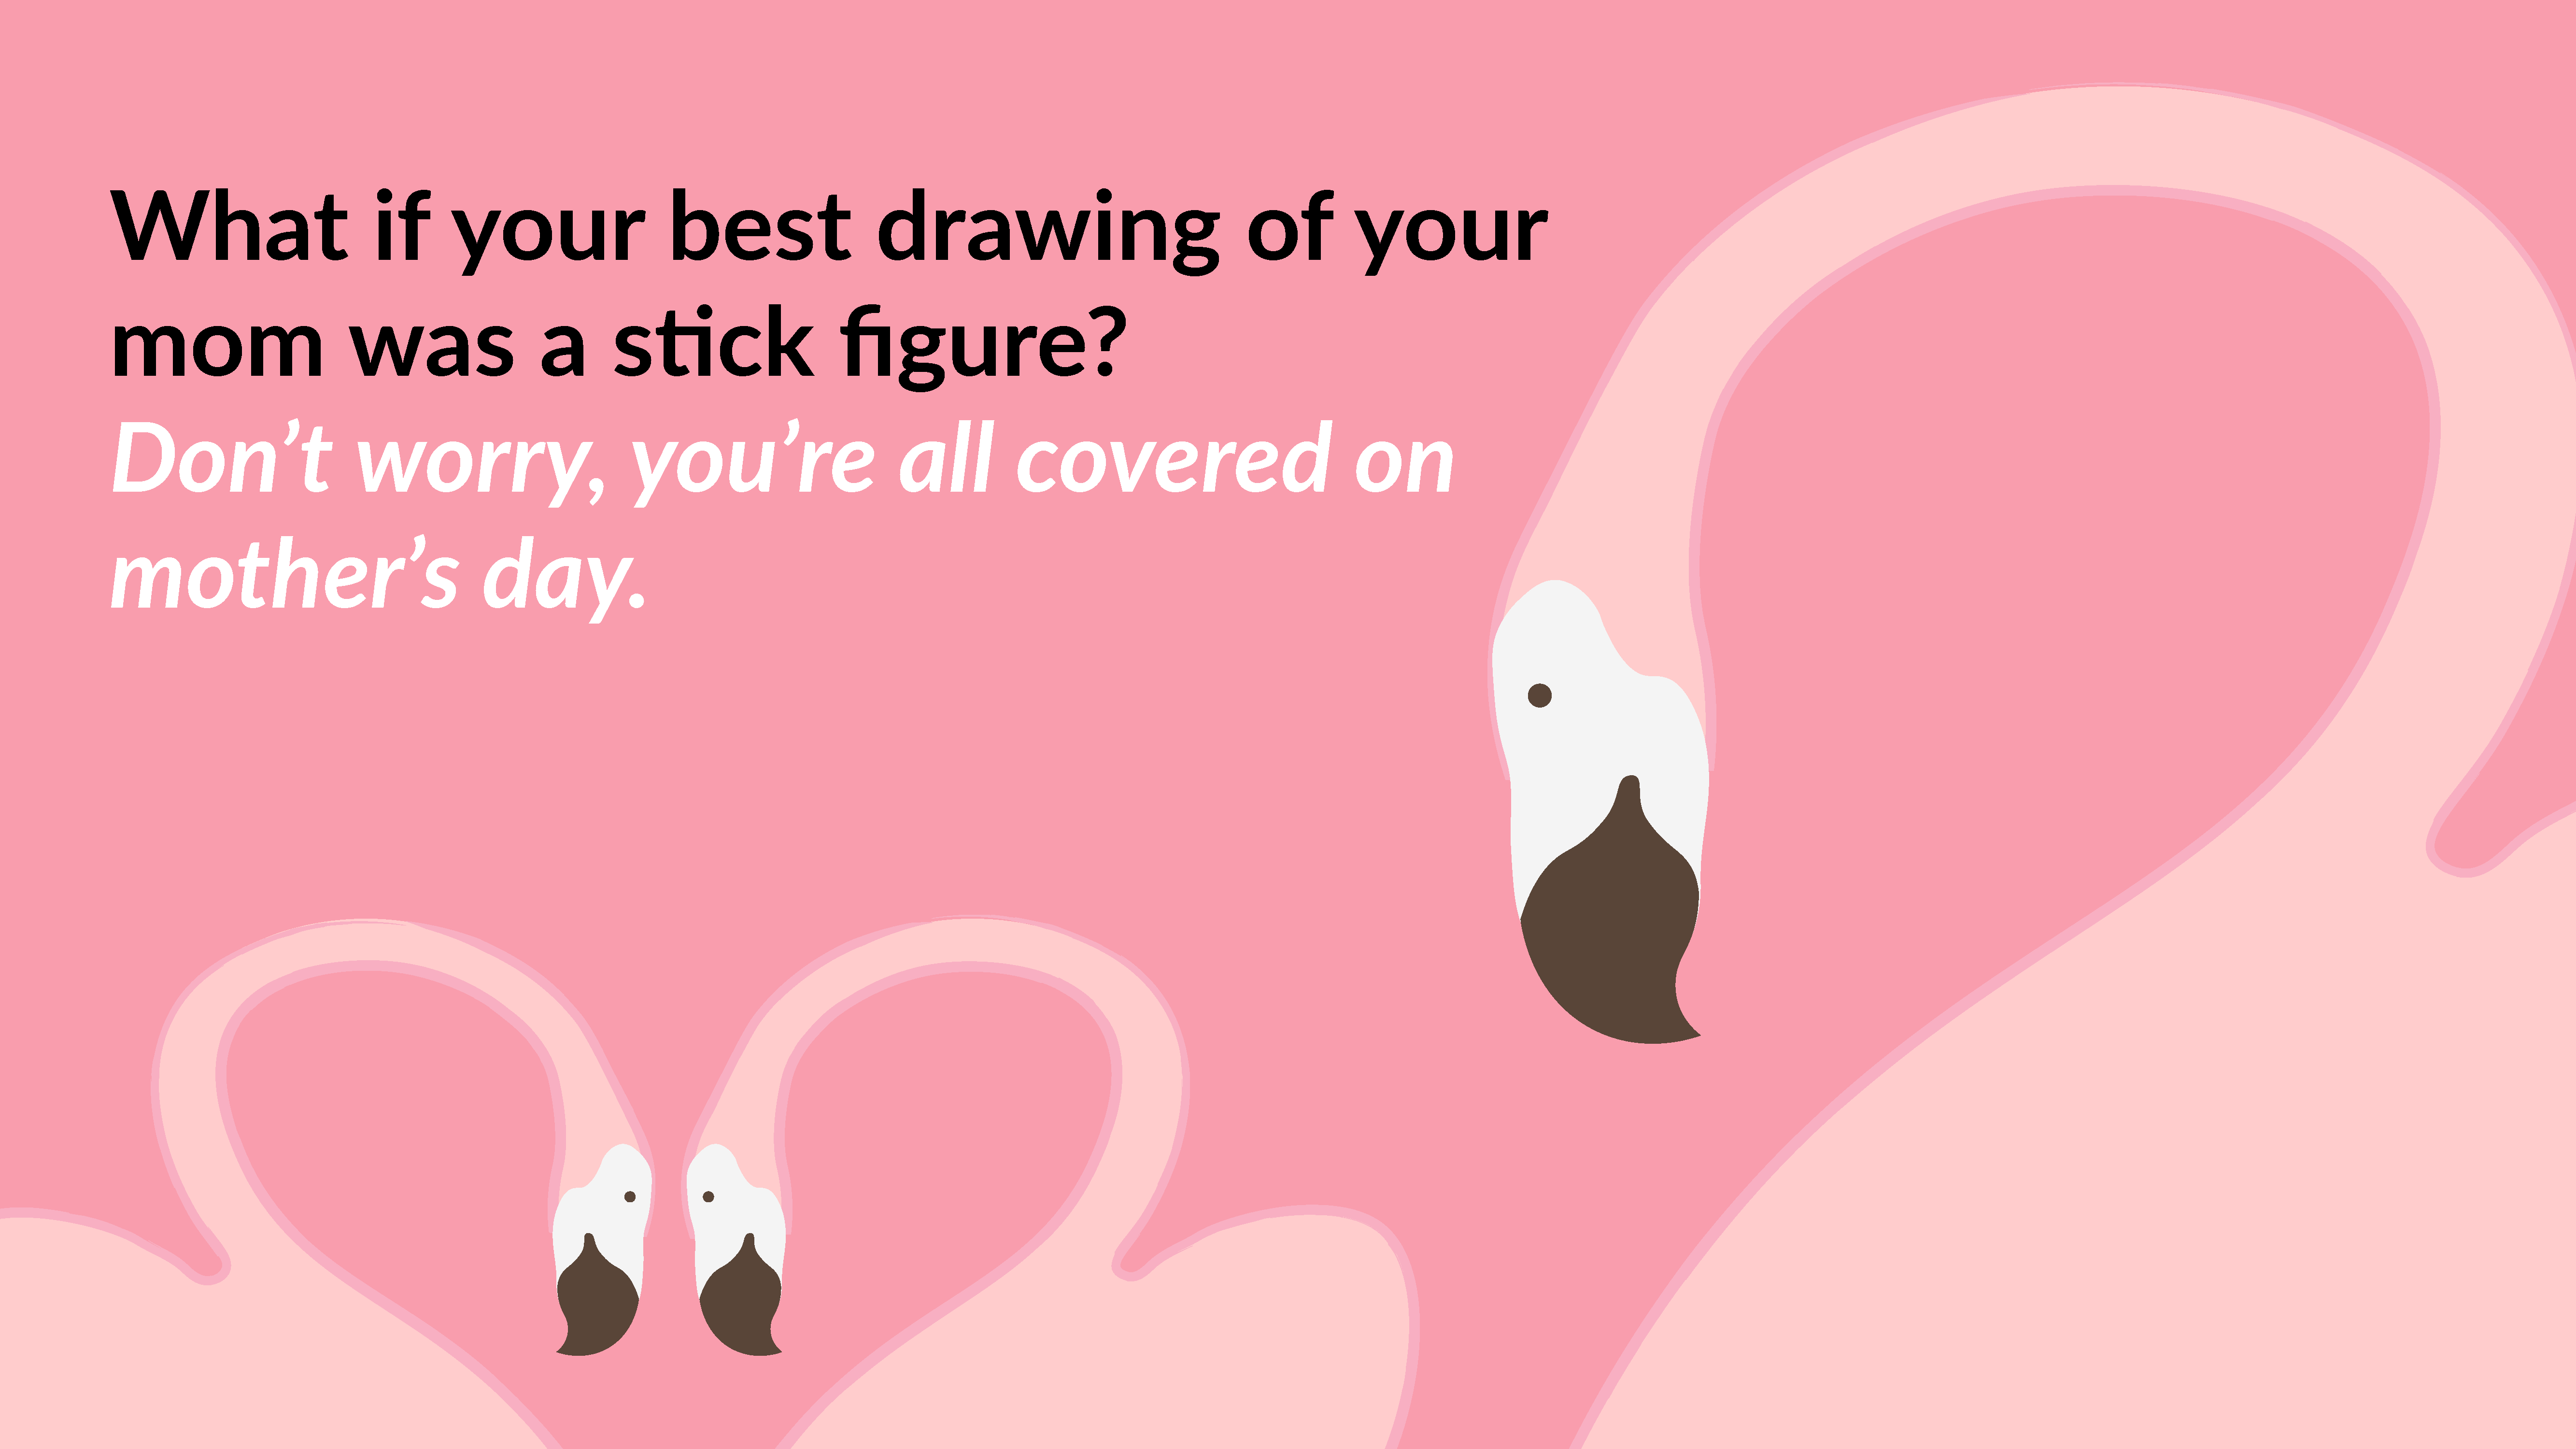 What if your best drawing of your
mom was a stick figure?
Don’t worry, you’re all covered on
mother’s day.